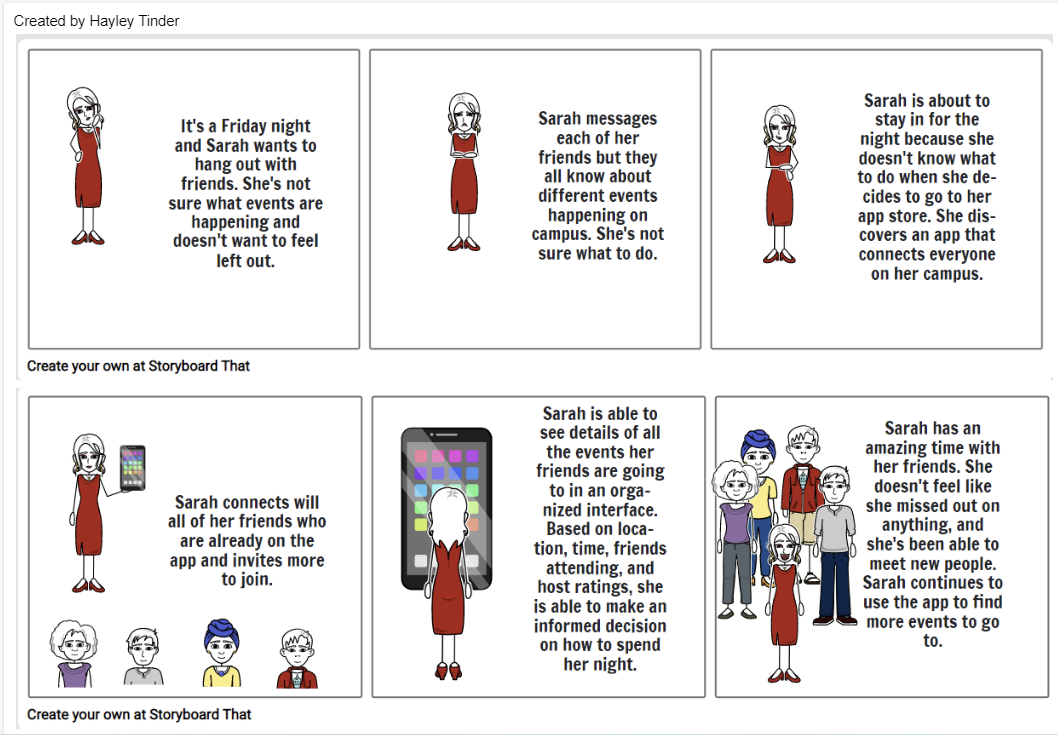 Created by Hayley Tinder
It's a Friday night
and Sarah wants to
hang out with
friends. She's not
sure what events are
happening and
doesn't want to feel
left out.
Sarah messages
each of her
friends but they
all know about
different events
happening on
campus. She's not
sure what to do.
Sarah is about to
stay in for the
night because she
doesn't know what
to do when she de-
cides to go to her
app store. She dis-
covers an app that
connects everyone
on her campus.
Create your own at Storyboard That
Sarah connects will
all of her friends who
are already on the
app and invites more
to join.
Sarah is able to
see details of all
the events her
friends are going
to in an orga-
nized interface.
Based on loca-
tion, time, friends
attending, and
host ratings, she
is able to make an
informed decision
on how to spend
her night.
Sarah has an
amazing time with
her friends. She
doesn't feel like
she missed out on
anything, and
she's been able to
meet new people.
Sarah continues to
use the app to find
more events to go
to.
Create your own at Storyboard That